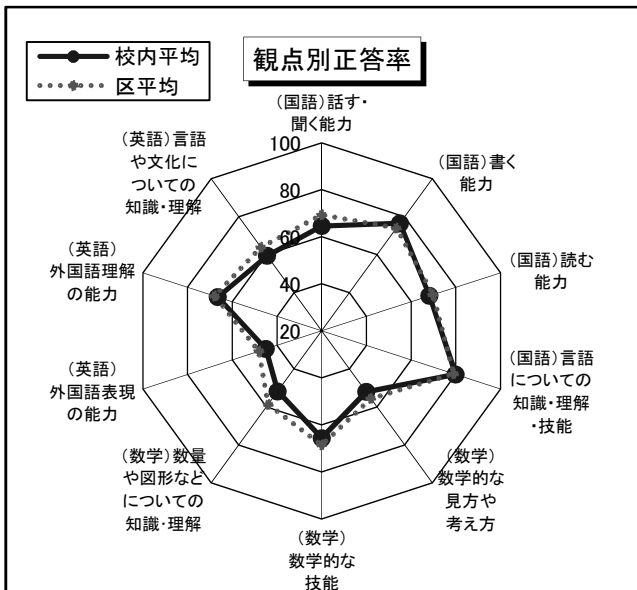 校内平均
区平均
観点別正答率
(国語)話す・
聞く能力
(国語)書く
能力
(国語)読む
能力
(国語)言語
についての
知識・理解
・技能
(数学)
数学的な
見方や
考え方
(数学)
数学的な
技能
(数学)数量
や図形などに
についての
知識・理解
(英語)
外国語表現
の能力
(英語)
外国語理解
の能力
(英語)言語
や文化に
ついての
知識・理解
100
80
60
40
20